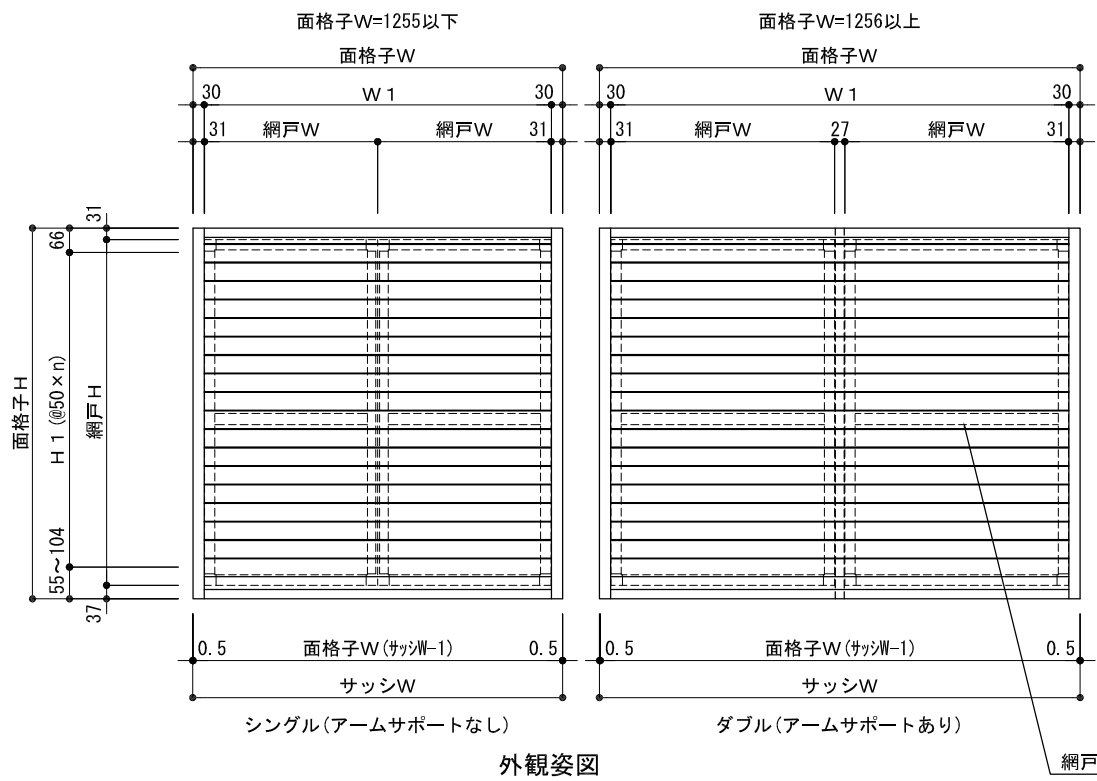 面格子W=1255以下
面格子W=1256以上
面格子W
面格子W
30
W1
30
30
W1
30
31
網戸W
網戸W
31
31
網戸W
27
網戸W
31
31
66
面格子H
H1(@50×n)
網戸H
55~104
37
0.5
面格子W(サッシW-1)
0.5
0.5
面格子W(サッシW-1)
0.5
サッシW
サッシW
シングル(アームサポートなし)
ダブル(アームサポートあり)
外観姿図
網戸